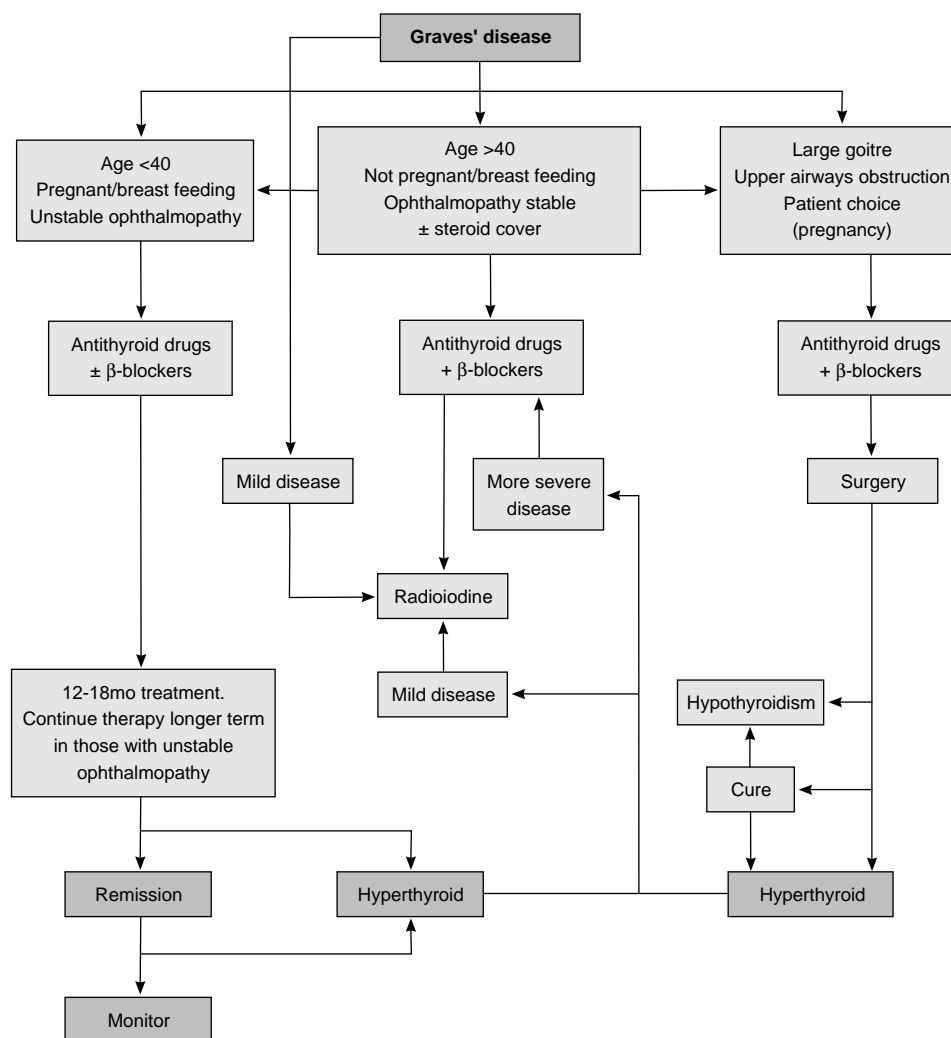 Graves' disease
Age <40
Pregnant/breast feeding
Unstable ophthalmopathy
Age >40
Not pregnant/breast feeding
Ophthalmopathy stable
± steroid cover
Large goitre
Upper airways obstruction
Patient choice
(pregnancy)
Antithyroid drugs
± β-blockers
Antithyroid drugs
+ β-blockers
Antithyroid drugs
+ β-blockers
Mild disease
More severe
disease
Surgery
Radioiodine
12-18mo treatment.
Continue therapy longer term
in those with unstable
ophthalmopathy
Mild disease
Hypothyroidism
Cure
Remission
Hyperthyroid
Hyperthyroid
Monitor